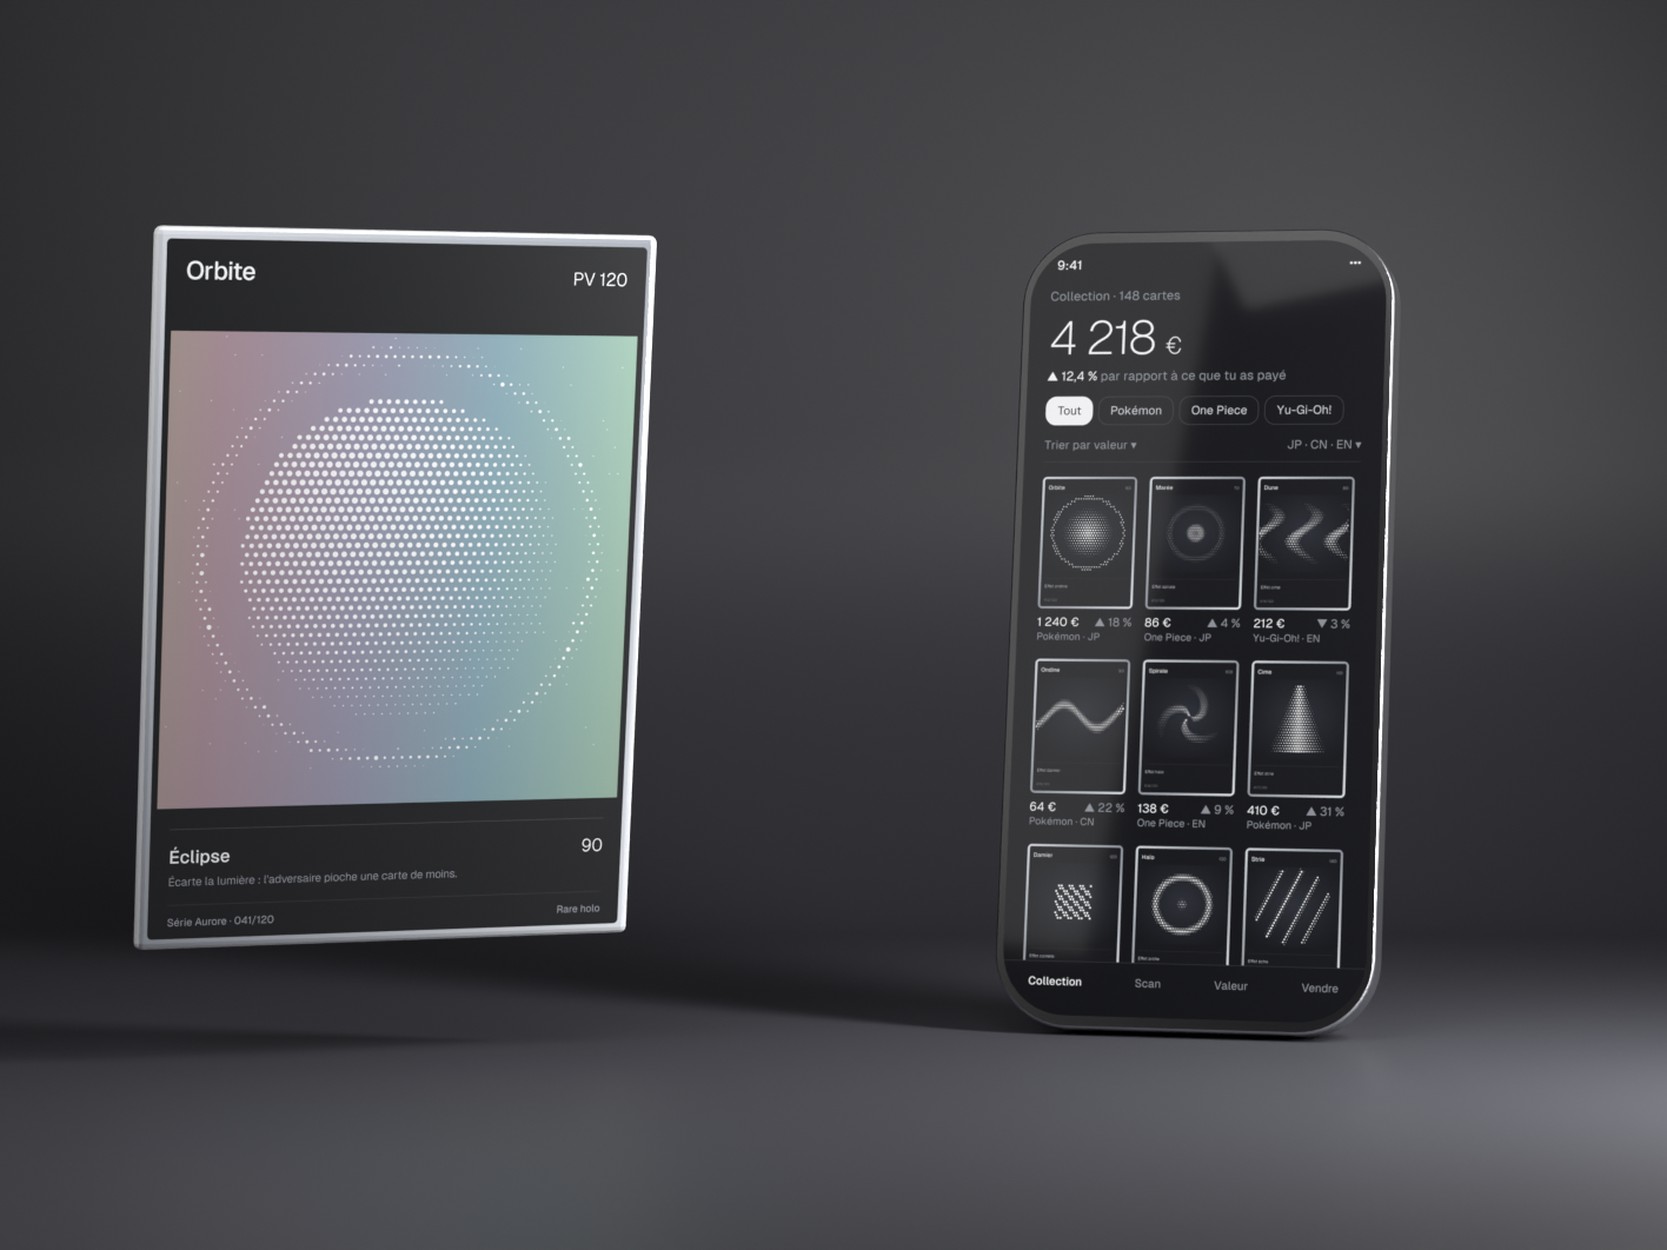 Orbite
PV 120
Éclipse
90
Écarte la lumière : l'adversaire pioche une carte de moins.
Série Aurore · 041/120
Rare holo
9:41
Collection · 148 cartes
4 218 €
▲ 12,4 % par rapport à ce que tu as payé
Tout Pokémon One Piece Yu-Gi-Oh!
Trier par valeur ▾ JP · CN · EN ▾
Orbite Marée Dune
1 240 € ▲ 18 % 86 € ▲ 4 % 212 € ▼ 3 %
Pokémon · JP One Piece · JP Yu-Gi-Oh! · EN
Ondine Spirale Cime
64 € ▲ 22 % 138 € ▲ 9 % 410 € ▲ 31 %
Pokémon · CN One Piece · EN Pokémon · JP
Damier Halo Strie
Collection Scan Valeur Vendre